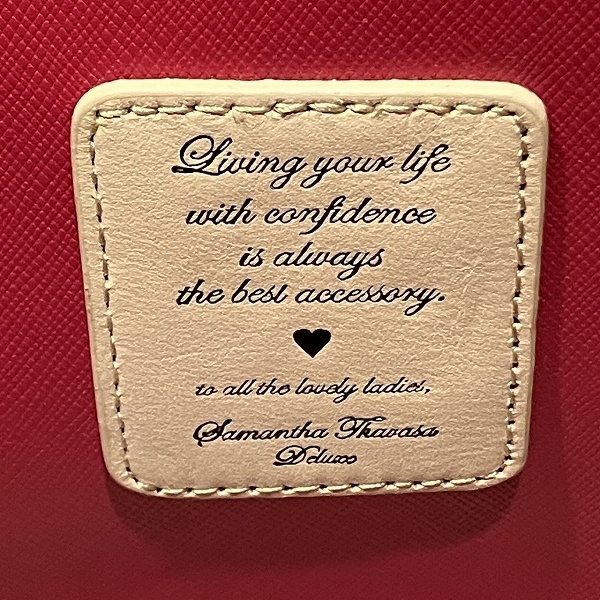 Living your life
with confidence
is always
the best accessory.
to all the lovely ladies,
Samantha Thavasa
Deluxe